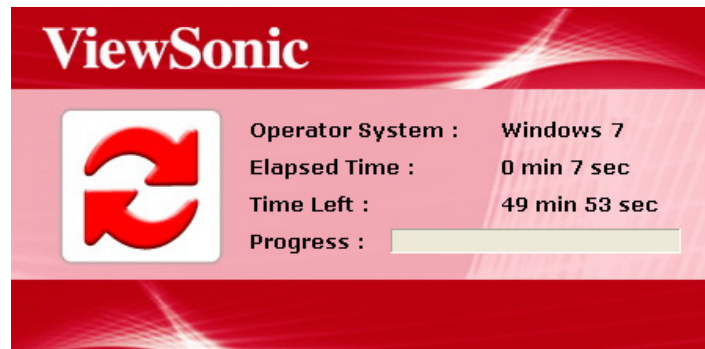 ViewSonic
Operator System : Windows 7
Elapsed Time : 0 min 7 sec
Time Left : 49 min 53 sec
Progress :